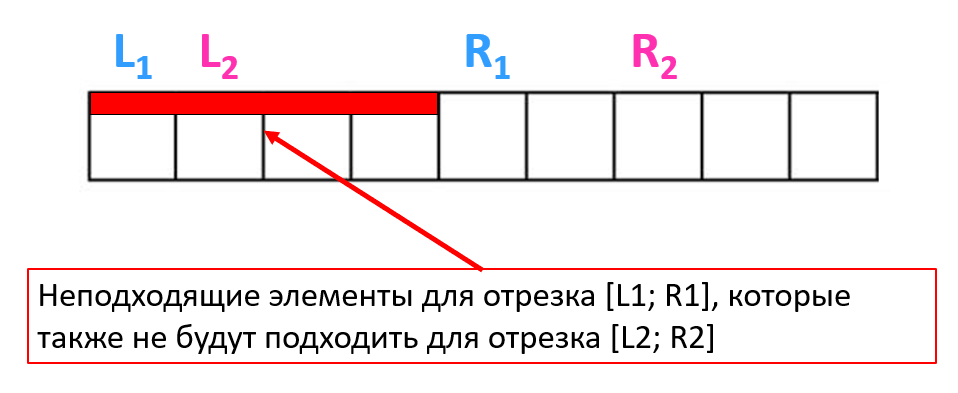 L1 L2 R1 R2
Неподходящие элементы для отрезка [L1; R1], которые
также не будут подходить для отрезка [L2; R2]